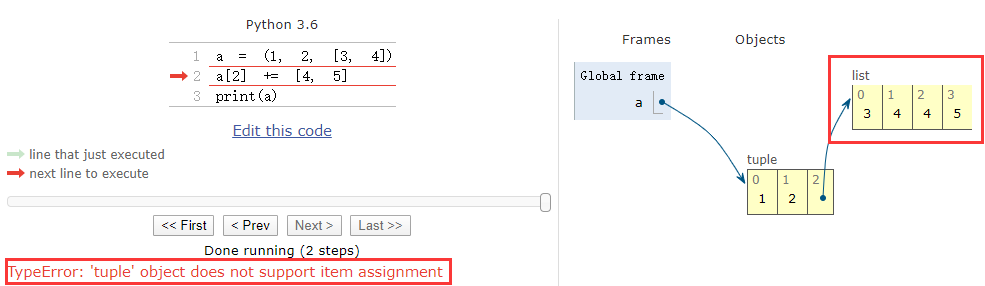 Python 3.6
1 a = (1, 2, [3, 4])
2 a[2] += [4, 5]
3 print(a)
Edit this code
line that just executed
next line to execute
<< First < Prev Next > Last >>
Done running (2 steps)
TypeError: 'tuple' object does not support item assignment
Frames Objects
Global frame
a
list
0 1 2 3
3 4 4 5
tuple
0 1 2
1 2